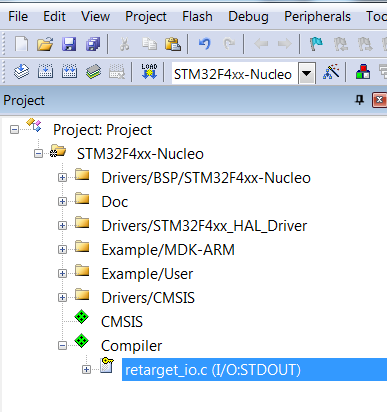 File Edit View Project Flash Debug Peripherals Tools
LOAD STM32F4xx-Nucleo
Project
Project: Project
STM32F4xx-Nucleo
Drivers/BSP/STM32F4xx-Nucleo
Doc
Drivers/STM32F4xx_HAL_Driver
Example/MDK-ARM
Example/User
Drivers/CMSIS
CMSIS
Compiler
retarget_io.c (I/O:STDOUT)